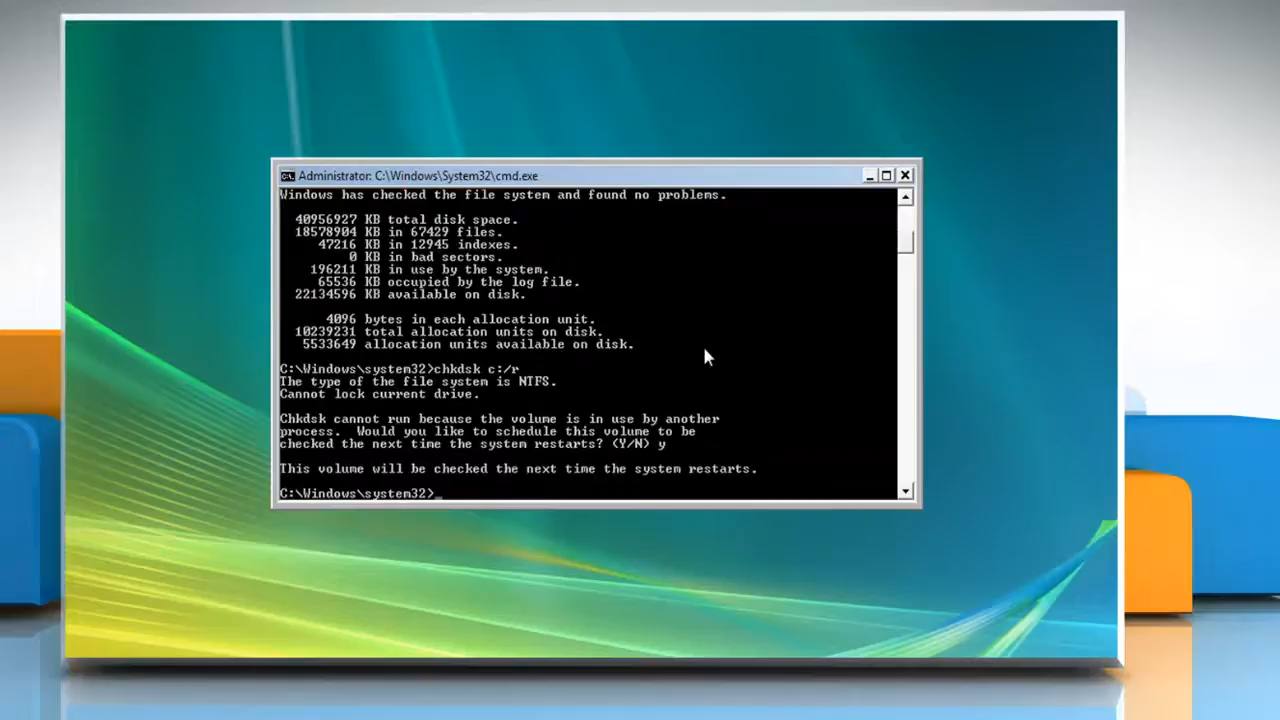 Administrator: C:\Windows\System32\cmd.exe
Windows has checked the file system and found no problems.
40956927 KB total disk space.
18578904 KB in 67429 files.
47216 KB in 12945 indexes.
0 KB in bad sectors.
196211 KB in use by the system.
65536 KB occupied by the log file.
22134596 KB available on disk.
4096 bytes in each allocation unit.
10239231 total allocation units on disk.
5533649 allocation units available on disk.
C:\Windows\system32>chkdsk c:/r
The type of the file system is NTFS.
Cannot lock current drive.
Chkdsk cannot run because the volume is in use by another
process.  Would you like to schedule this volume to be
checked the next time the system restarts? (Y/N) y
This volume will be checked the next time the system restarts.
C:\Windows\system32>_